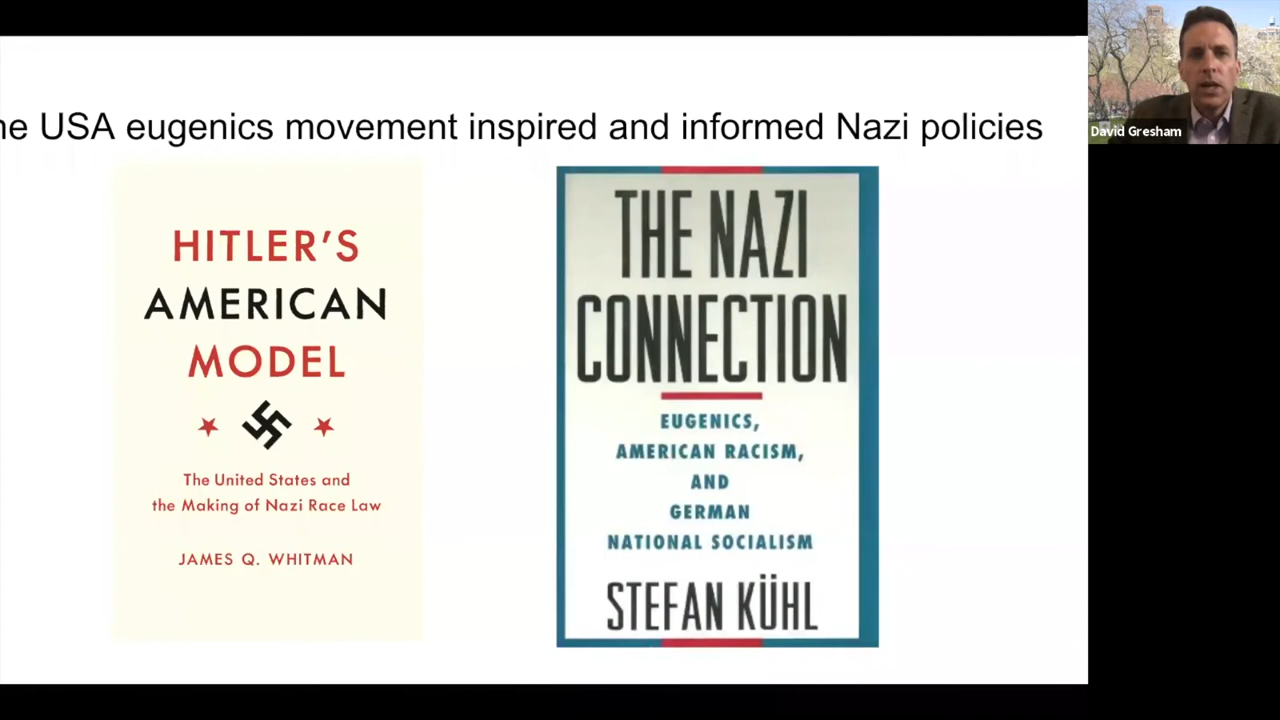 he USA eugenics movement inspired and informed Nazi policies
HITLER'S
AMERICAN
MODEL
The United States and
the Making of Nazi Race Law
JAMES Q. WHITMAN
THE NAZI
CONNECTION
EUGENICS,
AMERICAN RACISM,
AND
GERMAN
NATIONAL SOCIALISM
STEFAN KÜHL
David Gresham